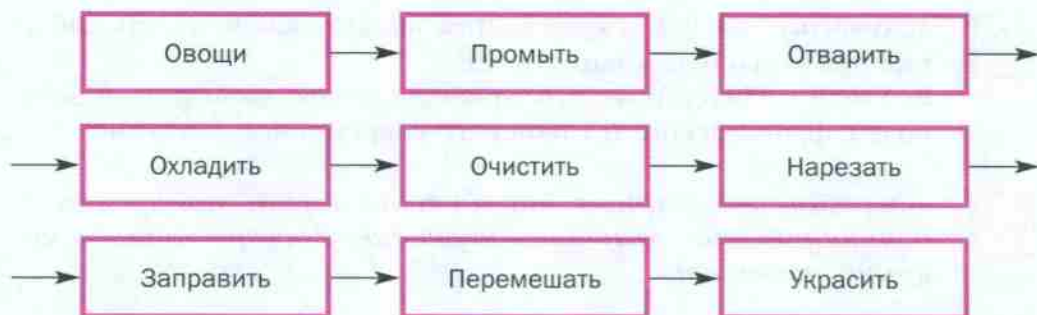 Овощи Промыть Отварить
Охладить Очистить Нарезать
Заправить Перемешать Украсить